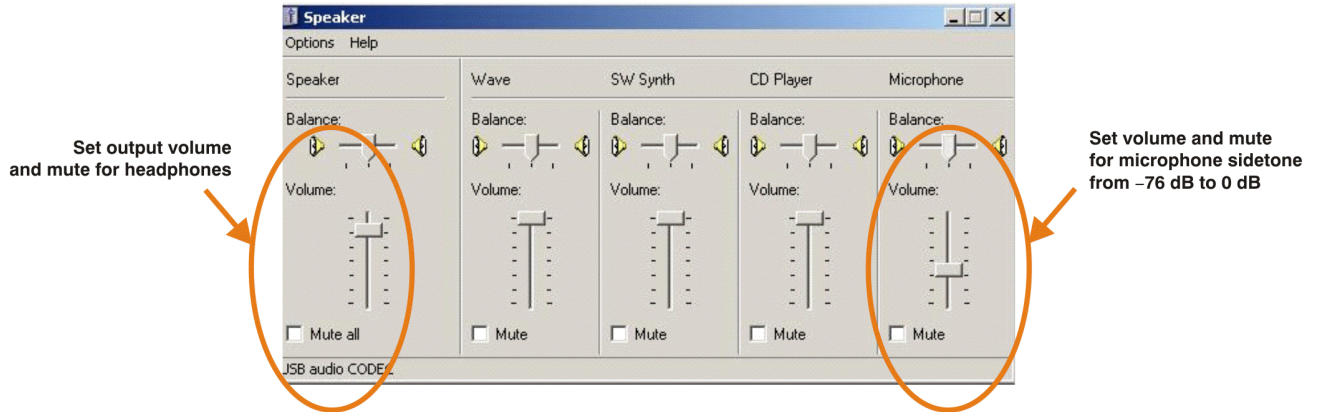 Speaker
Options Help
Speaker Wave SW Synth CD Player Microphone
Balance: Balance: Balance: Balance: Balance:
Set output volume
and mute for headphones
Set volume and mute
for microphone sidetone
from −76 dB to 0 dB
Volume: Volume: Volume: Volume: Volume:
Mute all Mute Mute Mute Mute
JSB audio CODEC